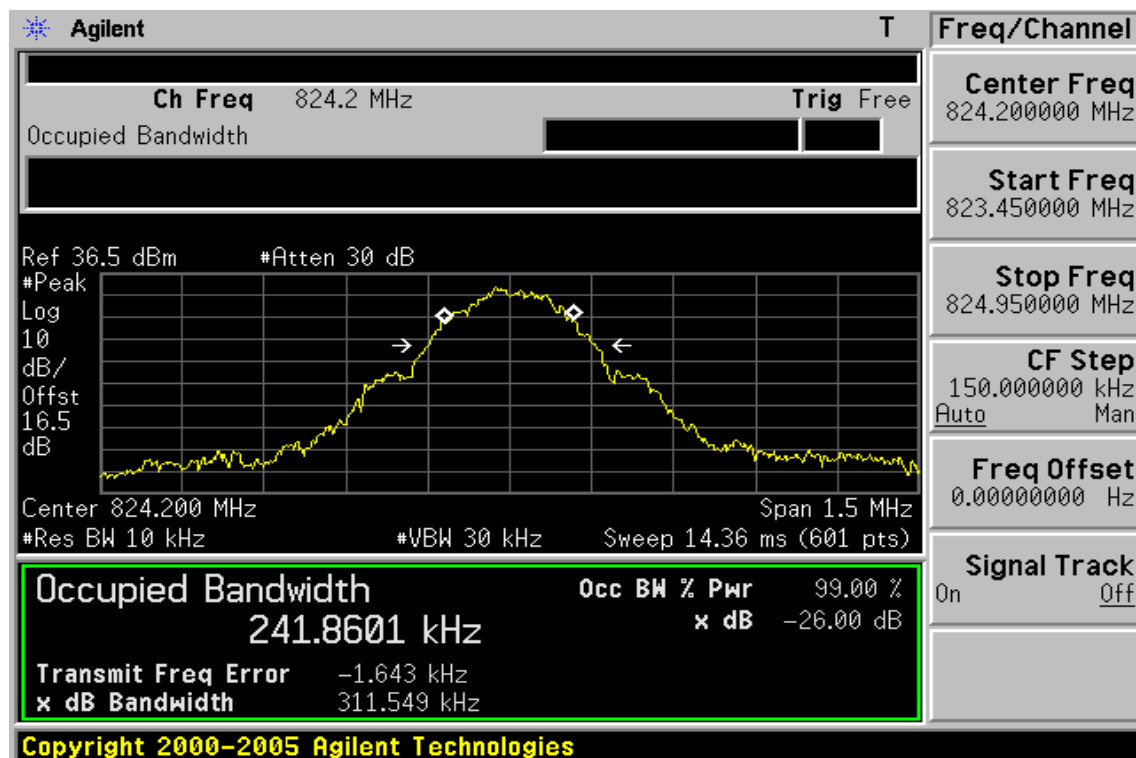 Agilent T
Freq/Channel
Ch Freq 824.2 MHz Trig Free
Occupied Bandwidth
Center Freq
824.200000 MHz
Start Freq
823.450000 MHz
Stop Freq
824.950000 MHz
CF Step
150.000000 kHz
Auto Man
Freq Offset
0.00000000 Hz
Signal Track
On Off
Ref 36.5 dBm #Atten 30 dB
#Peak
Log
10
dB/
Offst
16.5
dB
Center 824.200 MHz Span 1.5 MHz
#Res BW 10 kHz #VBW 30 kHz Sweep 14.36 ms (601 pts)
Occupied Bandwidth
241.8601 kHz
Occ BW % Pwr 99.00 %
x dB -26.00 dB
Transmit Freq Error -1.643 kHz
x dB Bandwidth 311.549 kHz
Copyright 2000-2005 Agilent Technologies